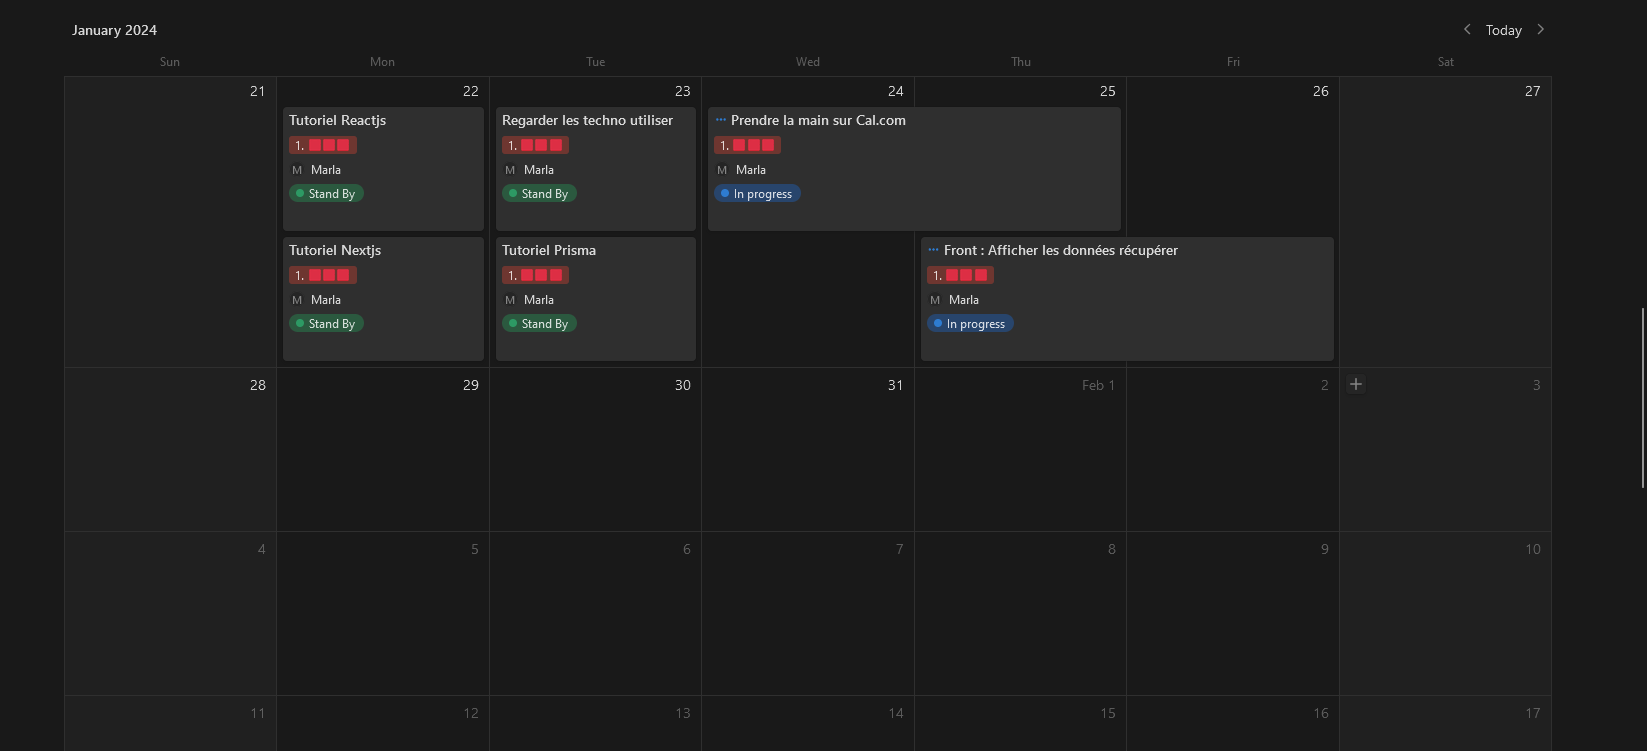 January 2024
Today
Sun Mon Tue Wed Thu Fri Sat
21 22 23 24 25 26 27
Tutoriel Reactjs
1.
M Marla
Stand By
Regarder les techno utiliser
1.
M Marla
Stand By
Prendre la main sur Cal.com
1.
M Marla
In progress
Tutoriel Nextjs
1.
M Marla
Stand By
Tutoriel Prisma
1.
M Marla
Stand By
Front : Afficher les données récupérer
1.
M Marla
In progress
28 29 30 31 Feb 1 2 3
4 5 6 7 8 9 10
11 12 13 14 15 16 17